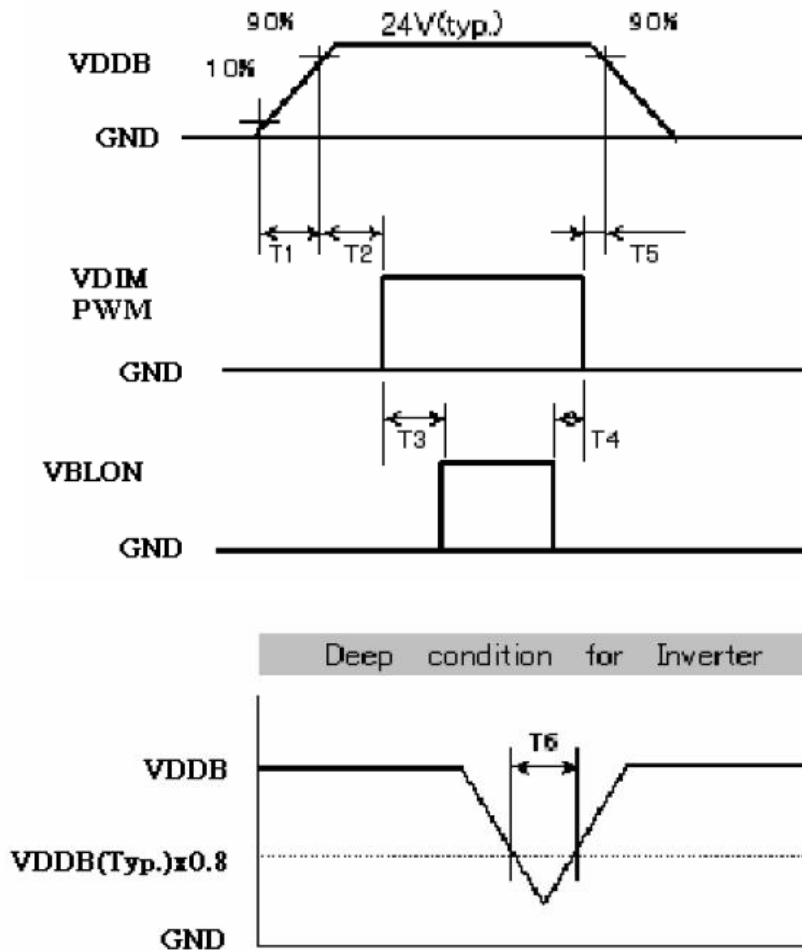 90% 24V(typ.) 90%
VDDB 10%
GND
T1 T2 T5
VDIM
PWM
GND
T3 T4
VBLON
GND
Deep condition for Inverter
T6
VDDB
VDDB(Typ.)x0.8
GND